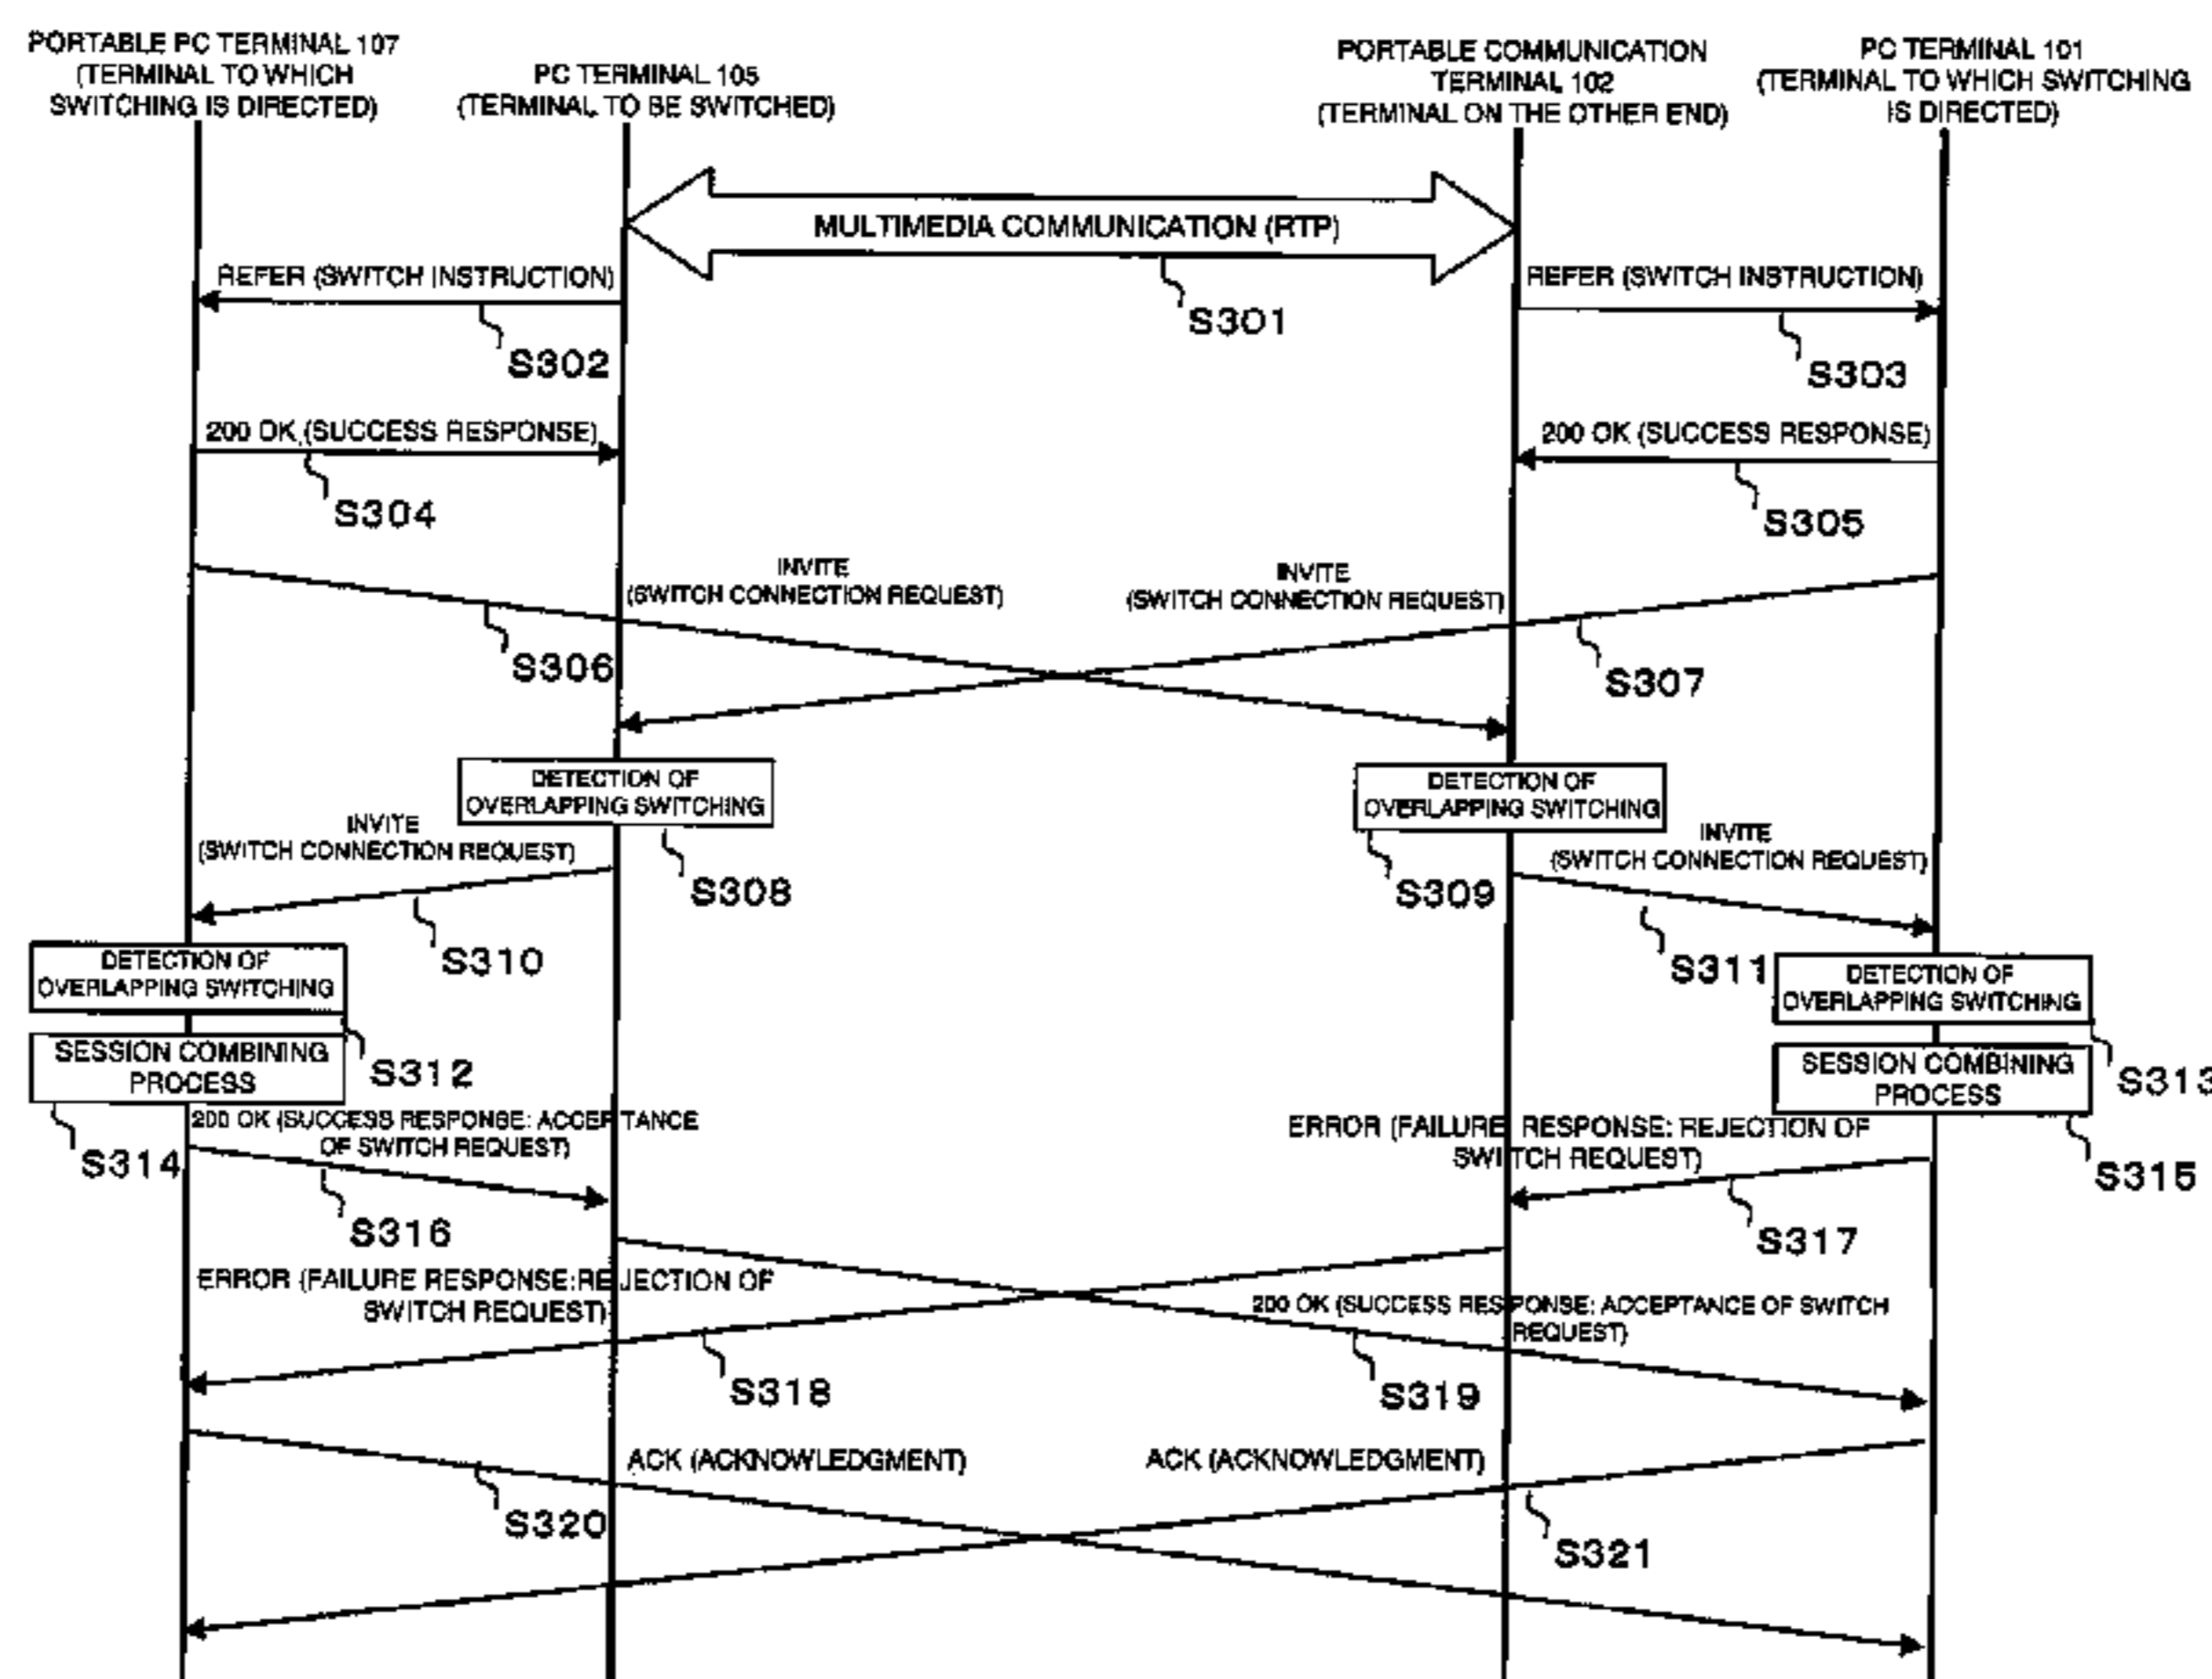 PORTABLE PC TERMINAL 107
(TERMINAL TO WHICH
SWITCHING IS DIRECTED)
PC TERMINAL 105
(TERMINAL TO BE SWITCHED)
PORTABLE COMMUNICATION
TERMINAL 102
(TERMINAL ON THE OTHER END)
PC TERMINAL 101
(TERMINAL TO WHICH SWITCHING
IS DIRECTED)
MULTIMEDIA COMMUNICATION (RTP)
S301
REFER (SWITCH INSTRUCTION)
S302
REFER (SWITCH INSTRUCTION)
S303
200 OK (SUCCESS RESPONSE)
S304
200 OK (SUCCESS RESPONSE)
S305
INVITE
(SWITCH CONNECTION REQUEST)
S306
INVITE
(SWITCH CONNECTION REQUEST)
S307
DETECTION OF
OVERLAPPING SWITCHING
S308
DETECTION OF
OVERLAPPING SWITCHING
S309
INVITE
(SWITCH CONNECTION REQUEST)
S310
INVITE
(SWITCH CONNECTION REQUEST)
S311
DETECTION OF
OVERLAPPING SWITCHING
S312
DETECTION OF
OVERLAPPING SWITCHING
S313
SESSION COMBINING
PROCESS
S314
SESSION COMBINING
PROCESS
S315
200 OK (SUCCESS RESPONSE: ACCEPTANCE
OF SWITCH REQUEST)
S316
ERROR (FAILURE RESPONSE: REJECTION OF
SWITCH REQUEST)
S317
ERROR (FAILURE RESPONSE:REJECTION OF
SWITCH REQUEST)
S318
200 OK (SUCCESS RESPONSE: ACCEPTANCE OF SWITCH
REQUEST)
S319
ACK (ACKNOWLEDGMENT)
S320
ACK (ACKNOWLEDGMENT)
S321